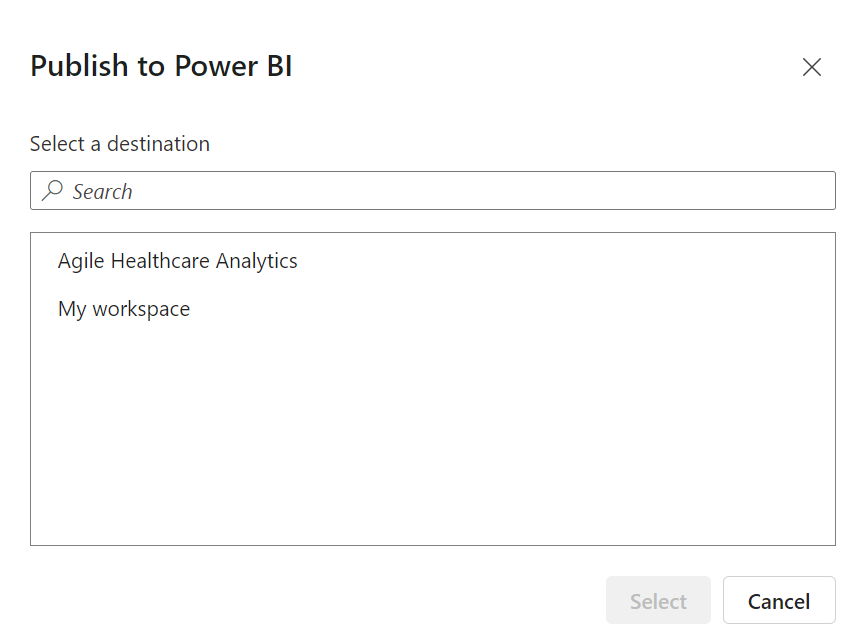 Publish to Power BI
Select a destination
Search
Agile Healthcare Analytics
My workspace
Select
Cancel